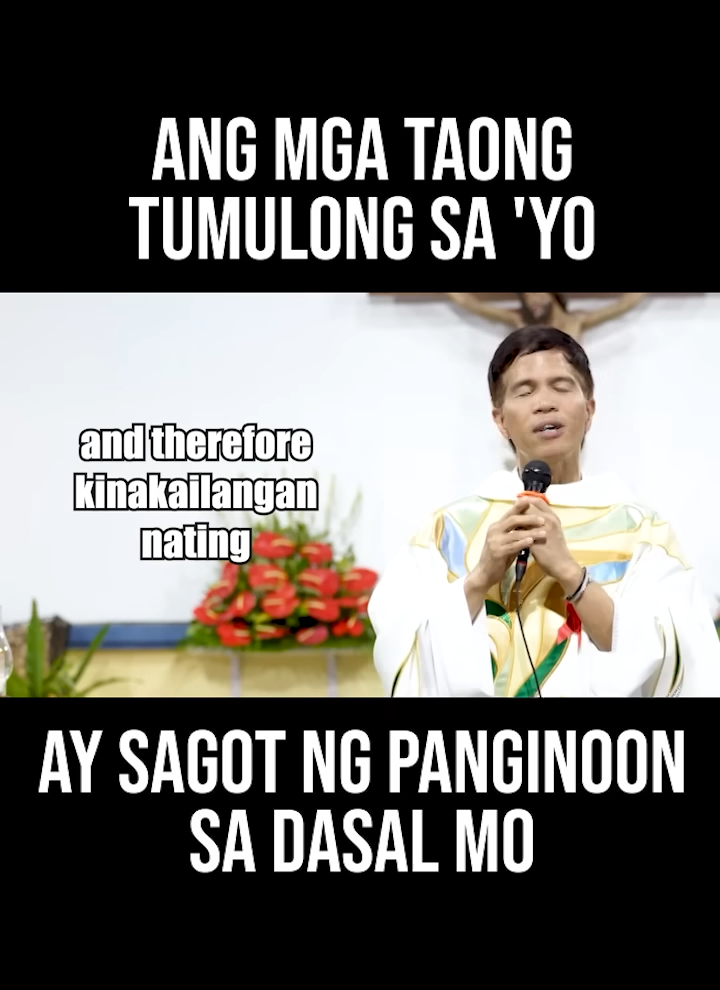 ANG MGA TAONG
TUMULONG SA 'YO
and therefore
kinakailangan
nating
AY SAGOT NG PANGINOON
SA DASAL MO